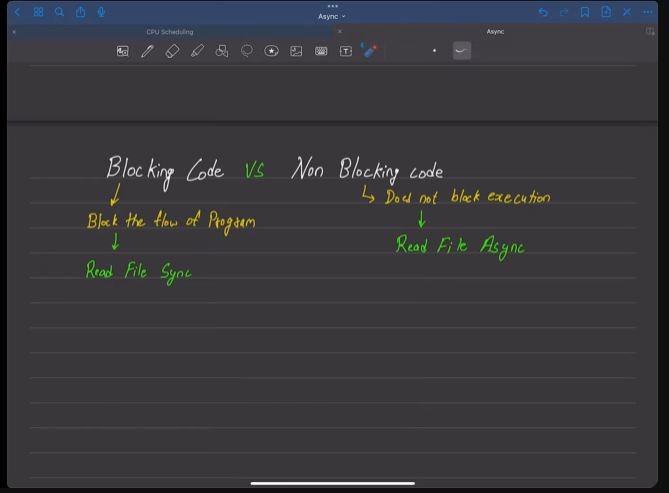 Async
CPU Scheduling
Async
Blocking Code VS Non Blocking code
Block the flow of Program
Read File Sync
Does not block execution
Read File Async